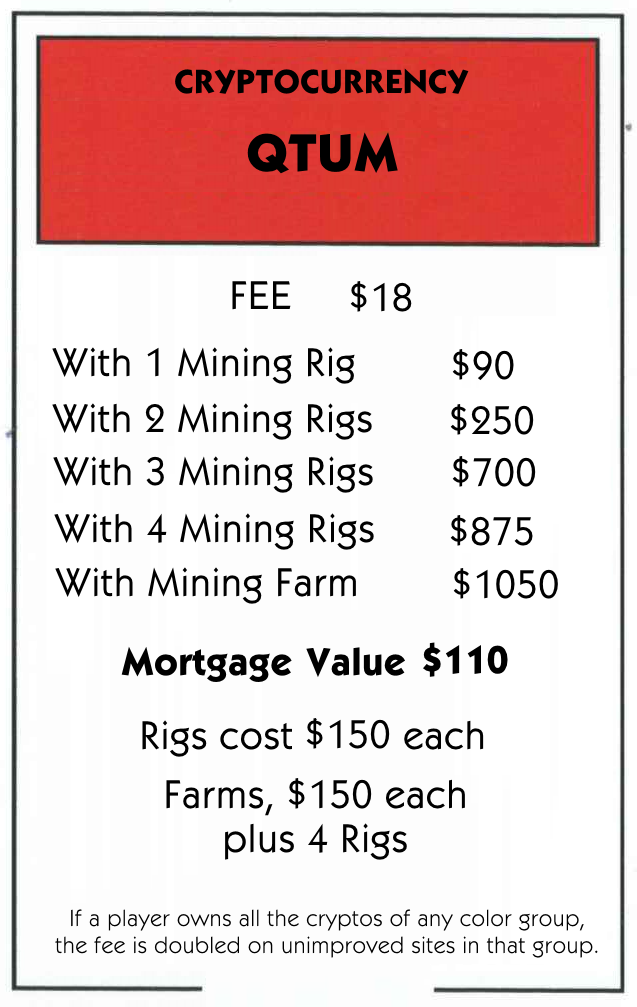 CRYPTOCURRENCY
QTUM
FEE $18
With 1 Mining Rig $90
With 2 Mining Rigs $250
With 3 Mining Rigs $700
With 4 Mining Rigs $875
With Mining Farm $1050
Mortgage Value $110
Rigs cost $150 each
Farms, $150 each
plus 4 Rigs
If a player owns all the cryptos of any color group,
the fee is doubled on unimproved sites in that group.